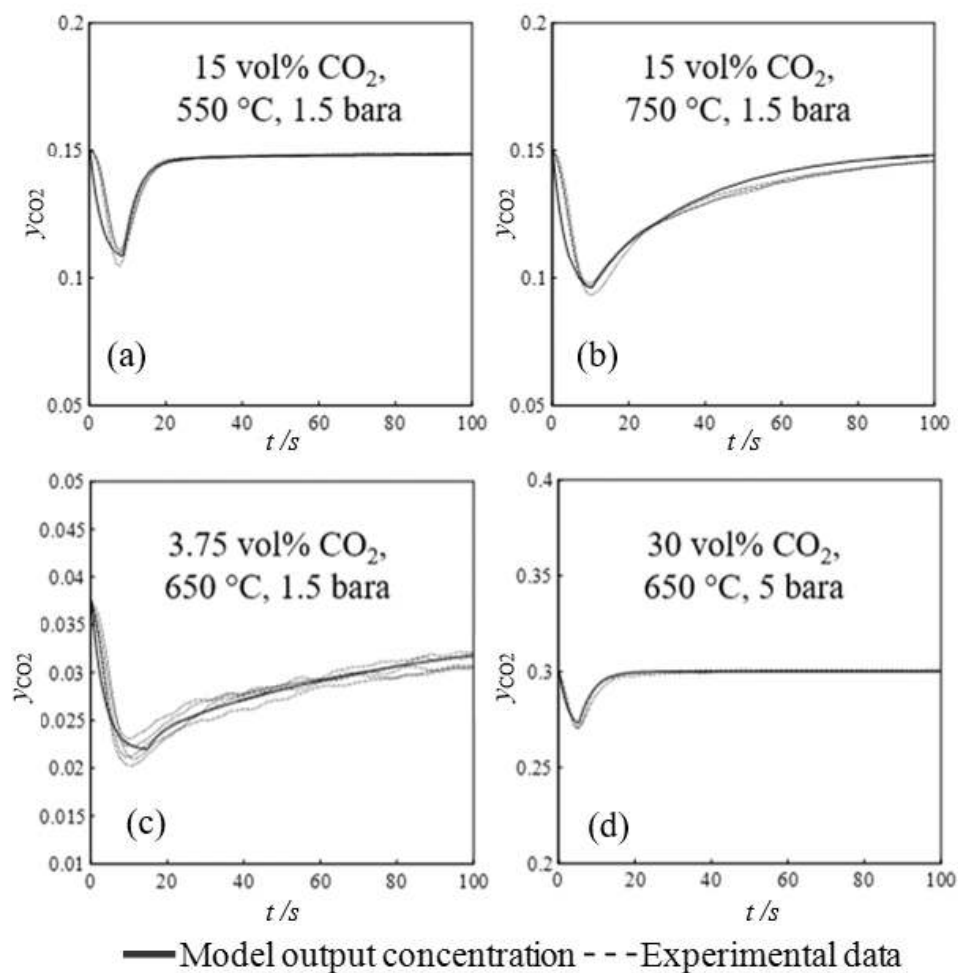 0.2
15 vol% CO₂,
550 °C, 1.5 bara
0.15
yCO2
0.1
(a)
0.05
0 20 40 60 80 100
t /s
0.2
15 vol% CO₂,
750 °C, 1.5 bara
0.15
yCO2
0.1
(b)
0.05
0 20 40 60 80 100
t /s
0.05
0.045
3.75 vol% CO₂,
0.04
650 °C, 1.5 bara
0.035
0.03
yCO2
0.025
0.02
(c)
0.015
0.01
0 20 40 60 80 100
t /s
0.4
30 vol% CO₂,
650 °C, 5 bara
0.35
0.3
yCO2
0.25
(d)
0.2
0 20 40 60 80 100
t /s
Model output concentration Experimental data